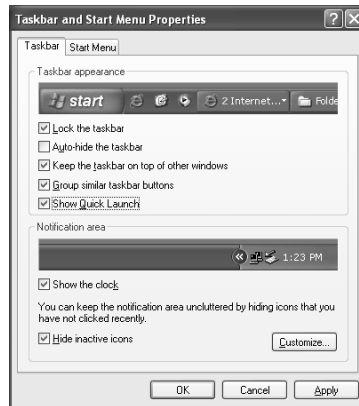 Taskbar and Start Menu Properties
Taskbar Start Menu
Taskbar appearance
start 2 Internet... Folde
Lock the taskbar
Auto-hide the taskbar
Keep the taskbar on top of other windows
Group similar taskbar buttons
Show Quick Launch
Notification area
1:23 PM
Show the clock
You can keep the notification area uncluttered by hiding icons that you
have not clicked recently.
Hide inactive icons
Customize...
OK Cancel Apply